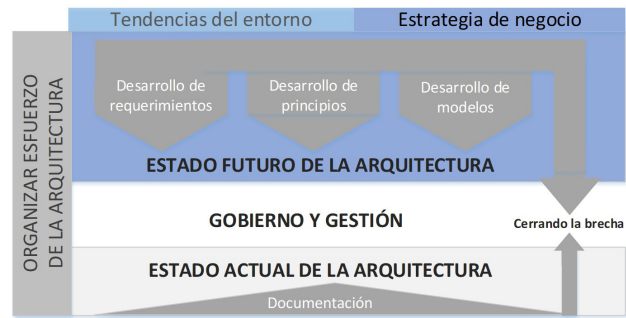 Tendencias del entorno
Estrategia de negocio
ORGANIZAR ESFUERZO
DE LA ARQUITECTURA
Desarrollo de
requerimientos
Desarrollo de
principios
Desarrollo de
modelos
ESTADO FUTURO DE LA ARQUITECTURA
GOBIERNO Y GESTIÓN
Cerrando la brecha
ESTADO ACTUAL DE LA ARQUITECTURA
Documentación